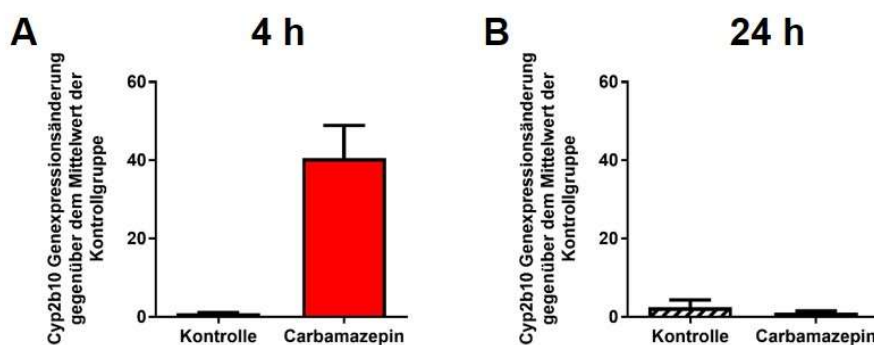 A
4 h
Cyp2b10 Genexpressionsänderung
gegenüber dem Mittelwert der
Kontrollgruppe
60
40
20
0
Kontrolle
Carbamazepin
B
24 h
Cyp2b10 Genexpressionsänderung
gegenüber dem Mittelwert der
Kontrollgruppe
60
40
20
0
Kontrolle
Carbamazepin